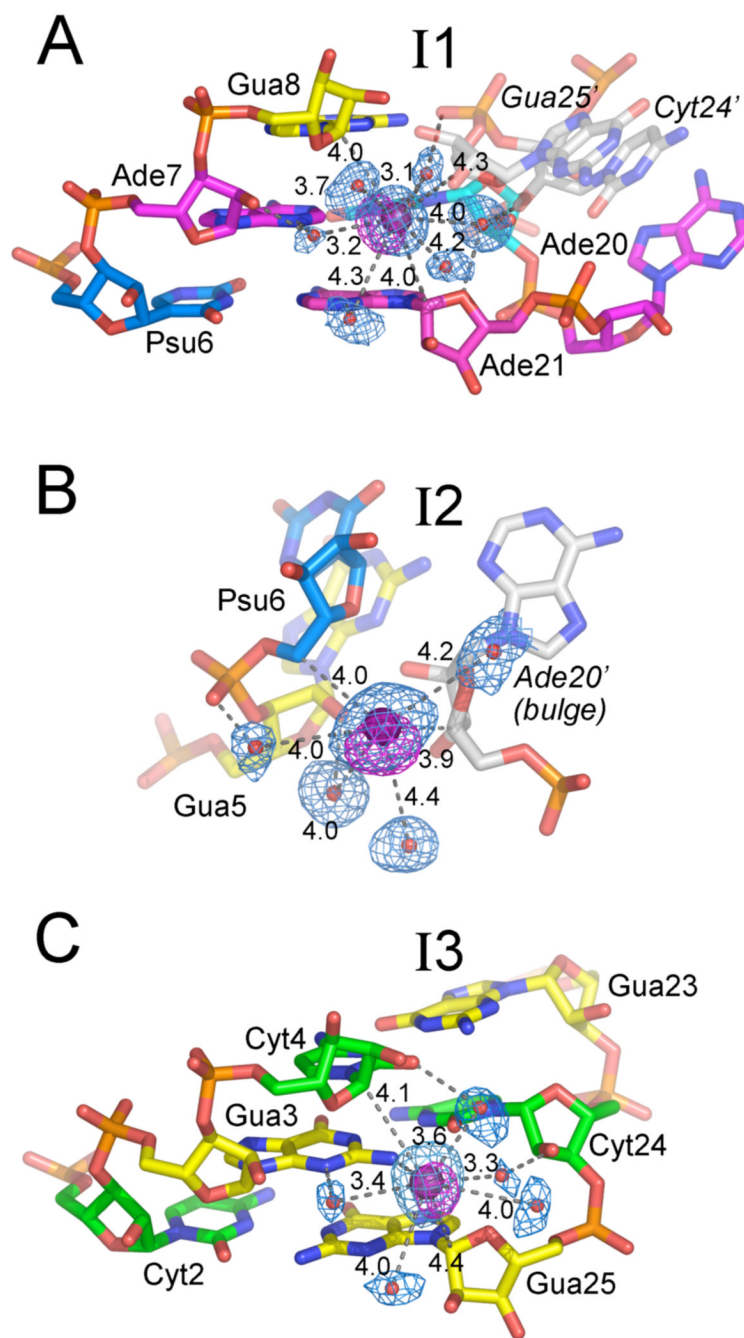 A
I1
Gua8
Gua25'
Cyt24'
4.0
4.3
Ade7
3.7
3.1
4.0
3.2
4.2
Ade20
4.3
4.0
Psu6
Ade21
B
I2
Psu6
4.2
4.0
Ade20'
(bulge)
4.0
3.9
Gua5
4.4
4.0
C
I3
Gua23
Cyt4
4.1
Gua3
3.6
Cyt24
3.3
3.4
4.0
4.4
4.0
Cyt2
Gua25